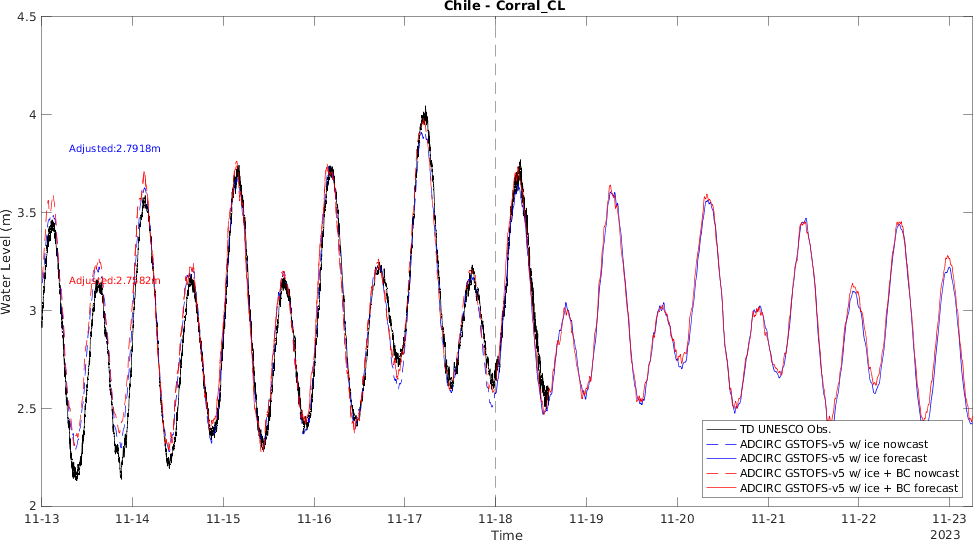 Chile - Corral_CL
4.5
4
3.5
3
2.5
2
Water Level (m)
Adjusted:2.7918m
Adjusted:2.7582m
TD UNESCO Obs.
ADCIRC GSTOFS-v5 w/ ice nowcast
ADCIRC GSTOFS-v5 w/ ice forecast
ADCIRC GSTOFS-v5 w/ ice + BC nowcast
ADCIRC GSTOFS-v5 w/ ice + BC forecast
11-13 11-14 11-15 11-16 11-17 11-18 11-19 11-20 11-21 11-22 11-23
Time
2023